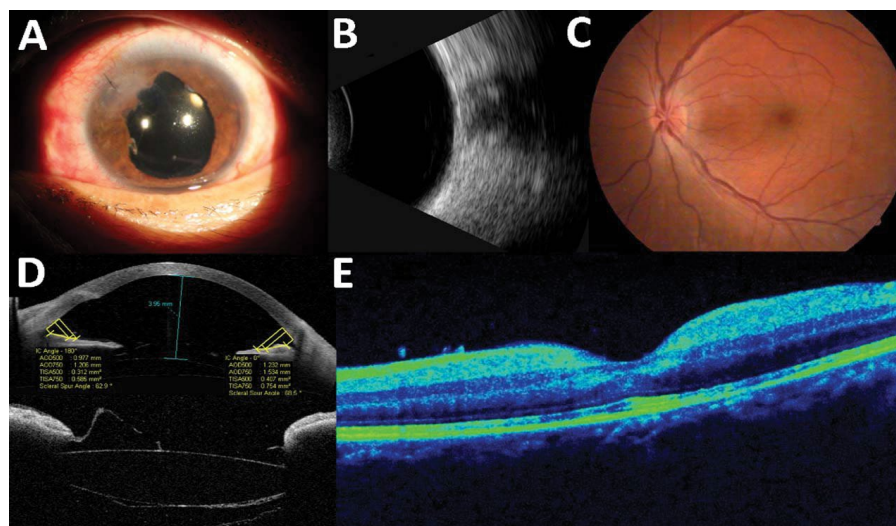 A
B
C
D
3.95 mm
IC Angle - 180°
AOD500 : 0.977 mm
AOD750 : 1.206 mm
TISA500 : 0.312 mm²
TISA750 : 0.585 mm²
Scleral Spur Angle : 62.9 °
IC Angle - 0°
AOD500 : 1.232 mm
AOD750 : 1.534 mm
TISA500 : 0.407 mm²
TISA750 : 0.754 mm²
Scleral Spur Angle : 68.5 °
E